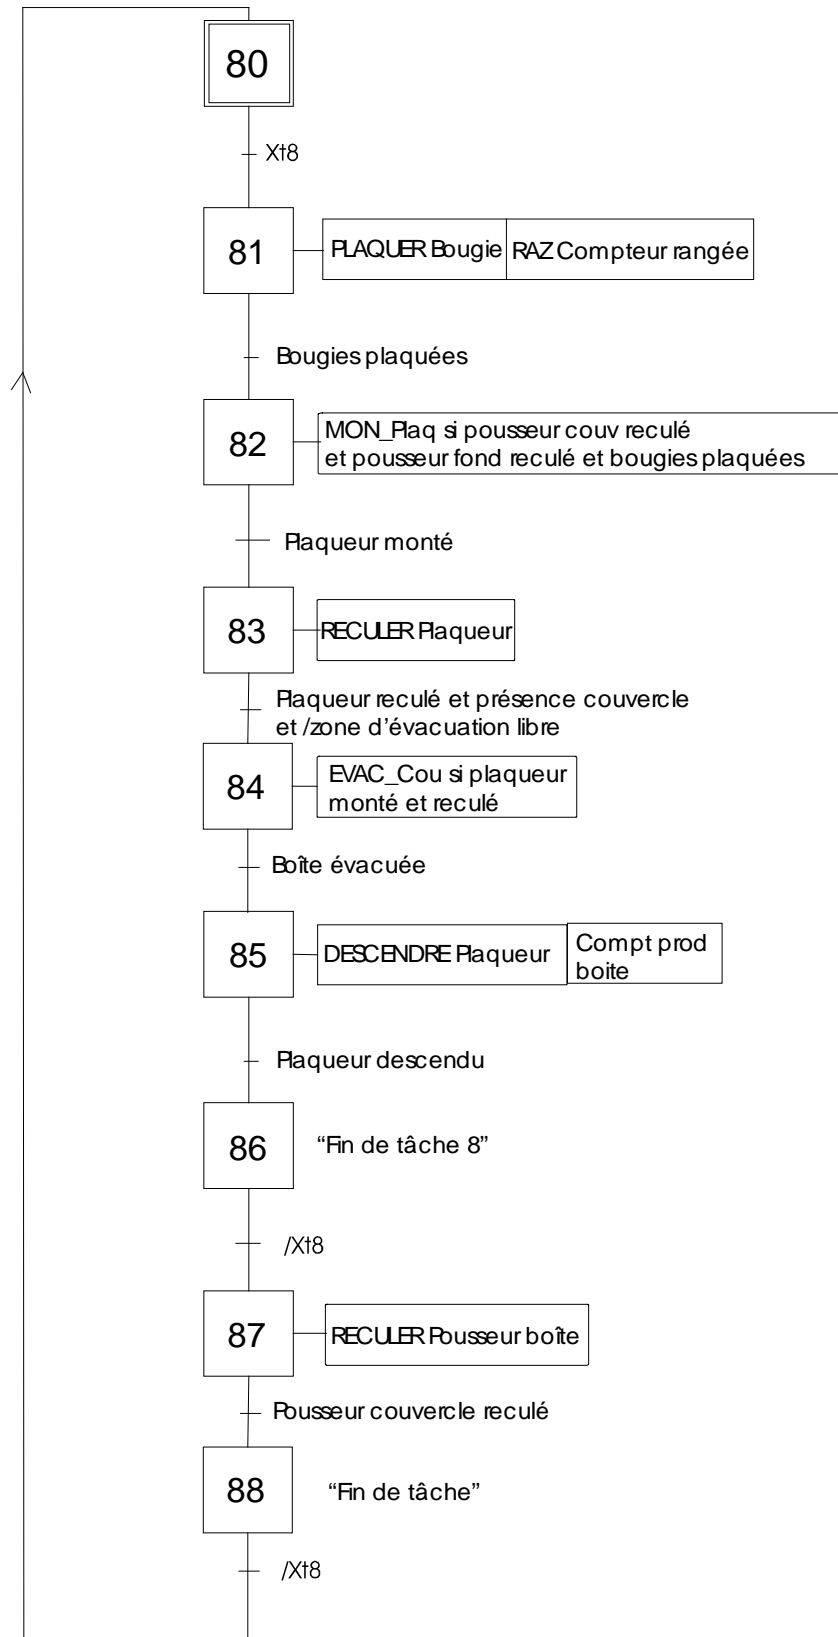 80
Xt8
81
PLAQUER Bougie
RAZ Compteur rangée
Bougies plaquées
82
MON_Plaq si pousseur couv reculé
et pousseur fond reculé et bougies plaquées
Plaqueur monté
83
RECULER Plaqueur
Plaqueur reculé et présence couvercle
et /zone d'évacuation libre
84
EVAC_Cou si plaqueur
monté et reculé
Boîte évacuée
85
DESCENDRE Plaqueur
Compt prod
boite
Plaqueur descendu
86
“Fin de tâche 8”
/Xt8
87
RECULER Pousseur boîte
Pousseur couvercle reculé
88
“Fin de tâche”
/Xt8